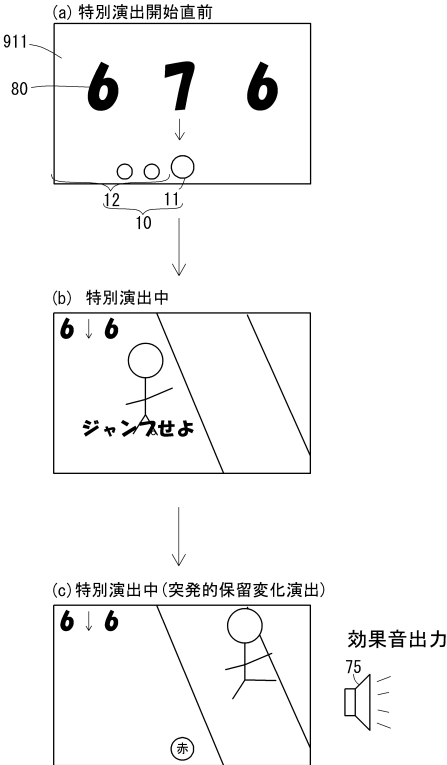 (a) 特別演出開始直前
911
80
6 7 6
12 11
10
(b) 特別演出中
6 ↓ 6
ジャンプせよ
(c) 特別演出中(突発的保留変化演出)
6 ↓ 6
効果音出力
75
赤